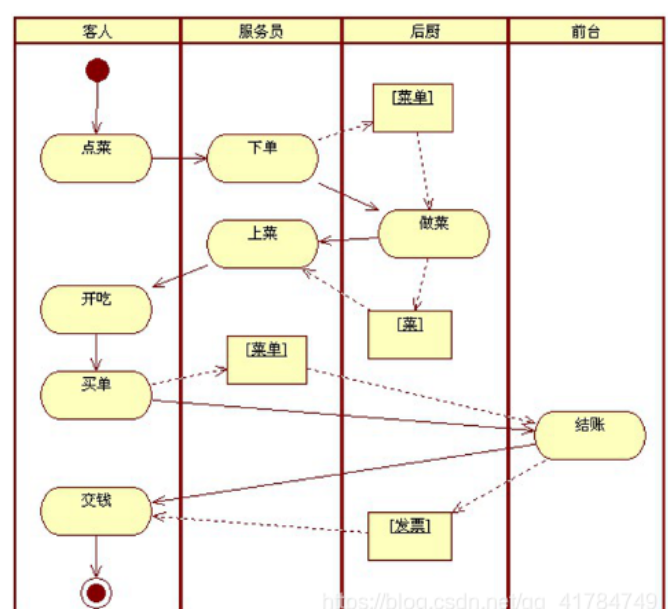 客人 服务员 后厨 前台
[菜单]
点菜 下单
上菜 做菜
开吃
[菜]
[菜单]
买单
结账
交钱
[发票]
https://blog.csdn.net/qq_41784749